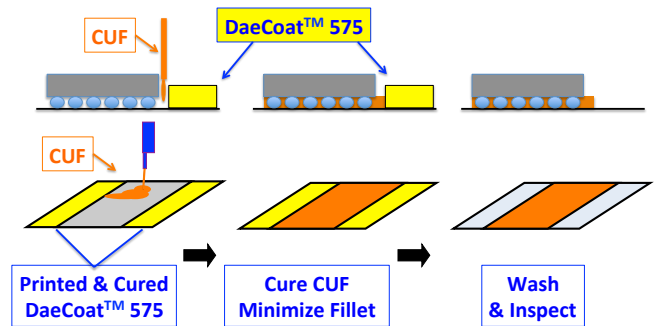 CUF
DaeCoat™ 575
CUF
Printed & Cured
DaeCoat™ 575
Cure CUF
Minimize Fillet
Wash
& Inspect